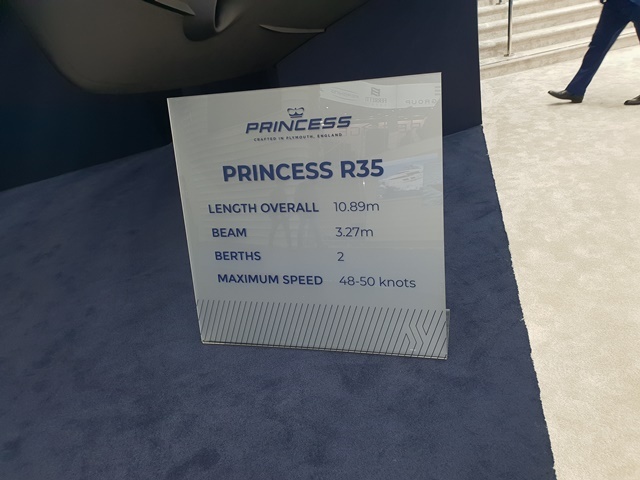 PRINCESS
CRAFTED IN PLYMOUTH, ENGLAND
PRINCESS R35
LENGTH OVERALL 10.89m
BEAM 3.27m
BERTHS 2
MAXIMUM SPEED 48-50 knots